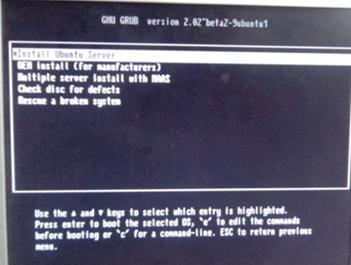 GNU GRUB version 2.02~beta2-9ubuntu1
*Install Ubuntu Server
OEM install (for manufacturers)
Multiple server install with MAAS
Check disc for defects
Rescue a broken system
Use the ▲ and ▼ keys to select which entry is highlighted.
Press enter to boot the selected OS, `e' to edit the commands
before booting or `c' for a command-line. ESC to return previous
menu.